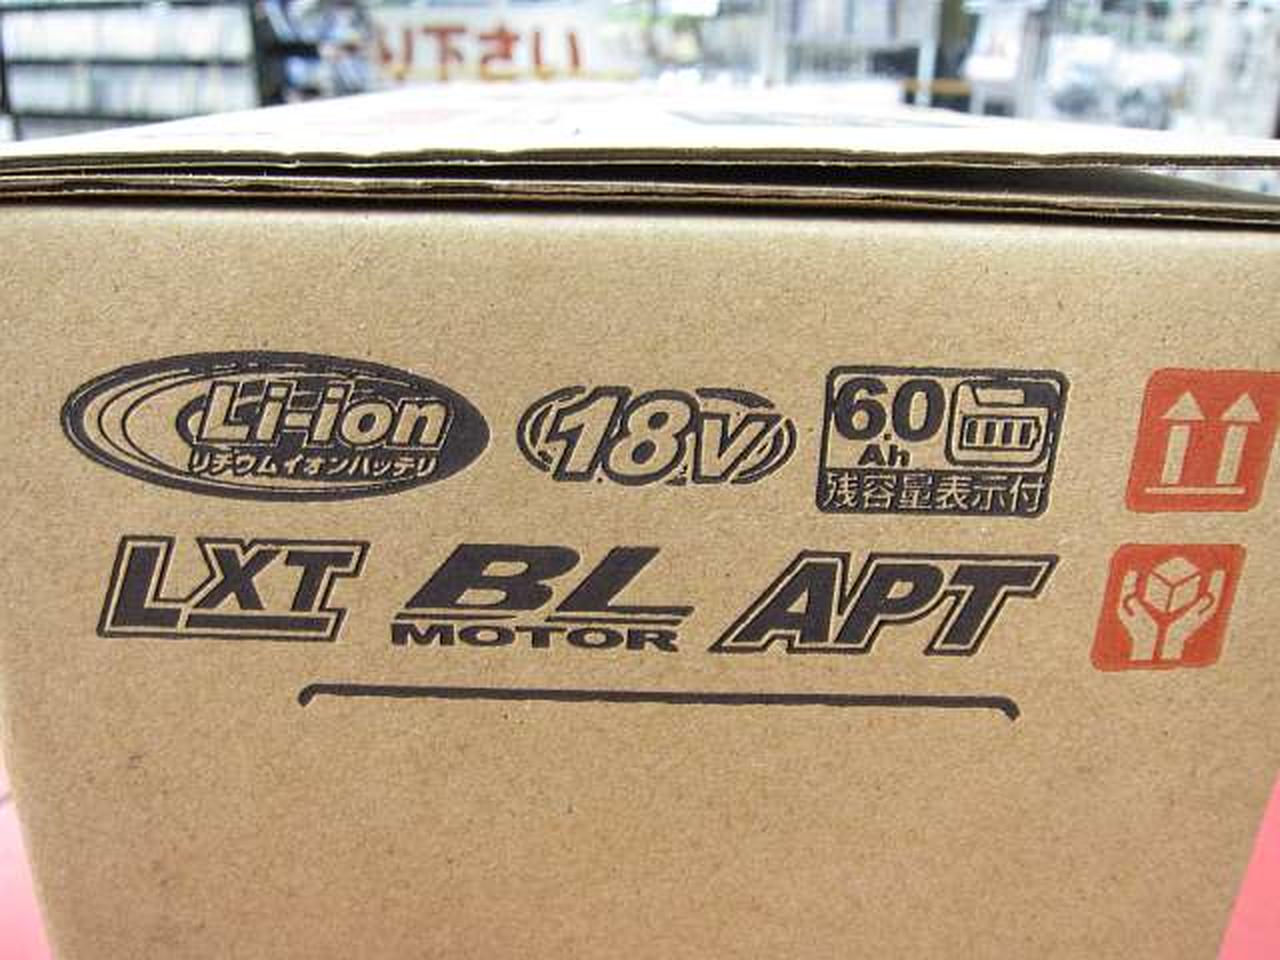 り下さい
Li-ion
リチウムイオンバッテリ
18V
6.0
Ah
残容量表示付
LXT
BL
MOTOR
APT